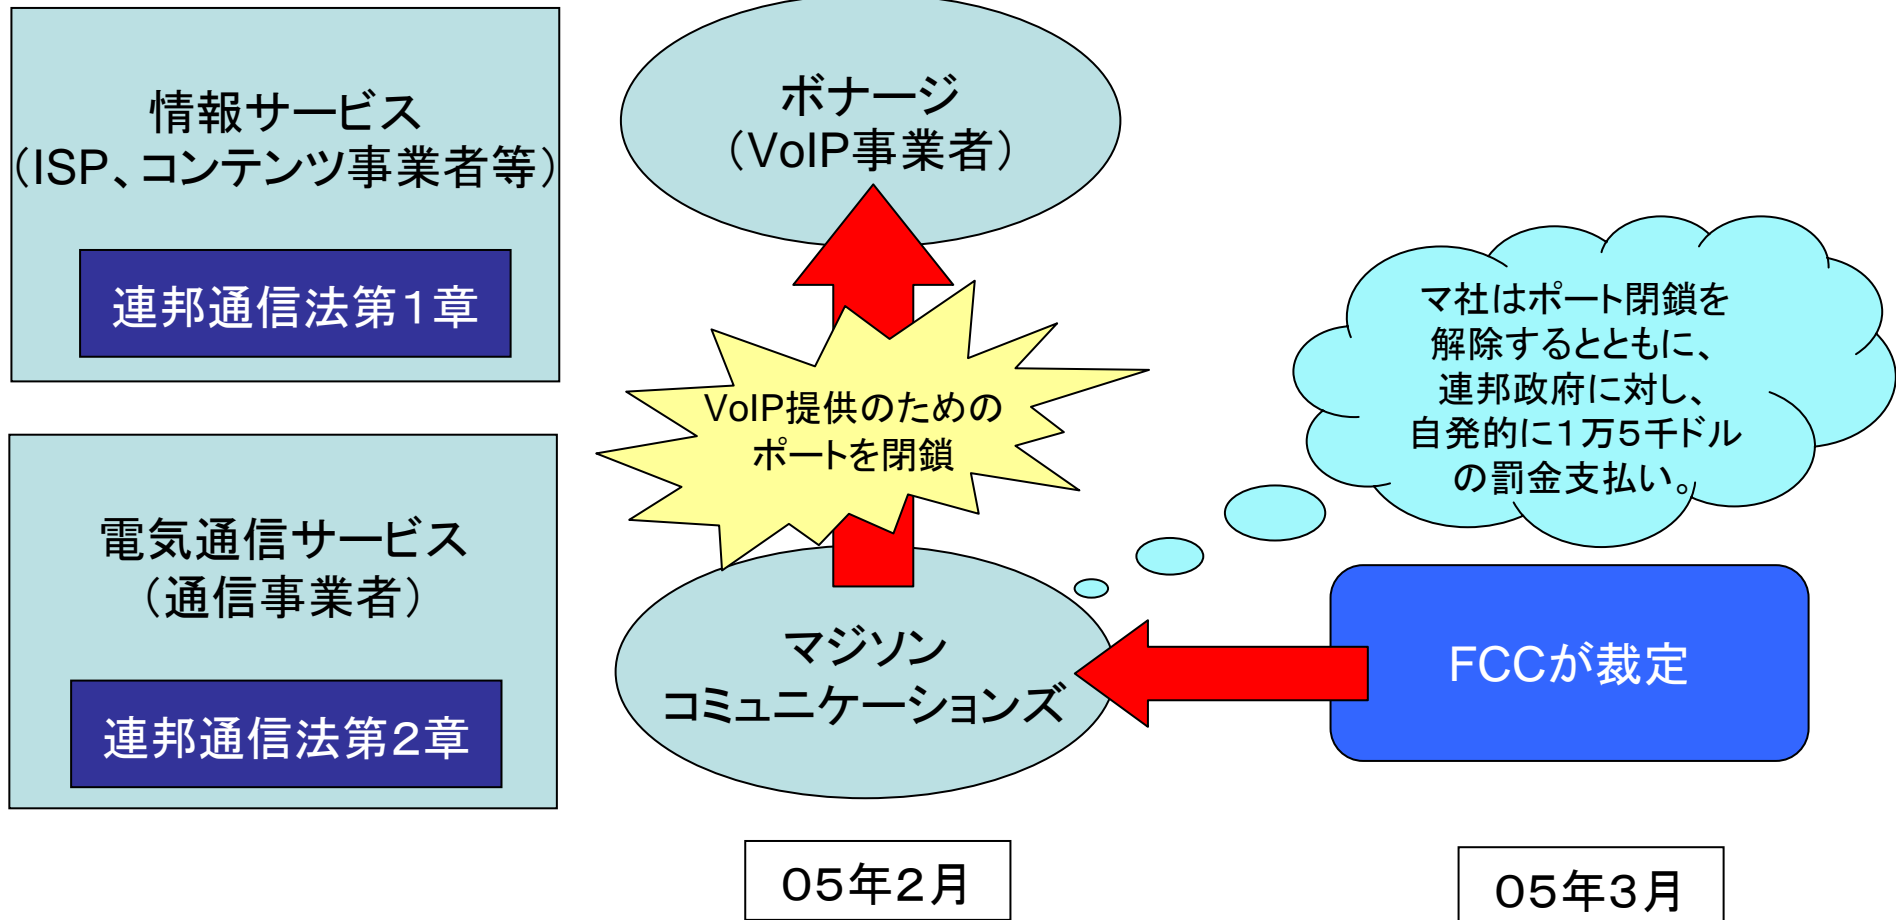 情報サービス
（ISP、コンテンツ事業者等）
連邦通信法第１章
電気通信サービス
（通信事業者）
連邦通信法第２章
ボナージ
（VoIP事業者）
VoIP提供のための
ポートを閉鎖
マジソン
コミュニケーションズ
０５年２月
マ社はポート閉鎖を
解除するとともに、
連邦政府に対し、
自発的に１万５千ドル
の罰金支払い。
FCCが裁定
０５年３月